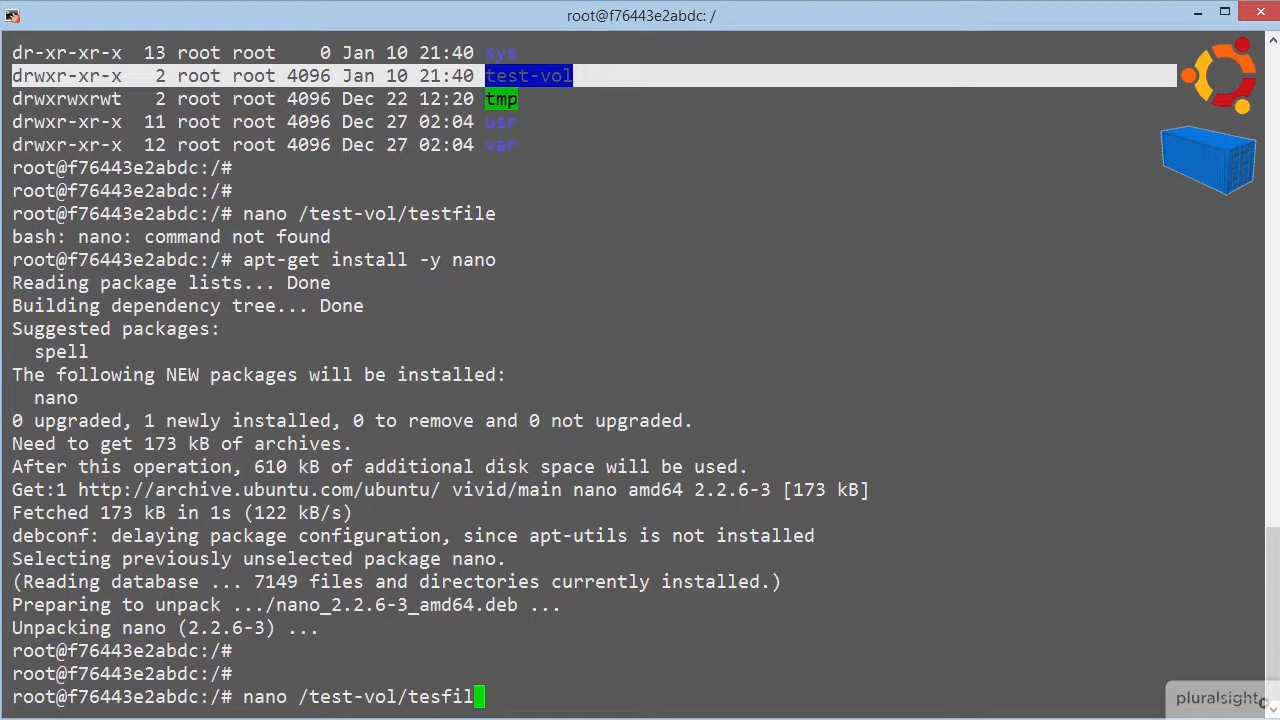 root@f76443e2abdc: /
dr-xr-xr-x  13 root root    0 Jan 10 21:40 sys
drwxr-xr-x   2 root root 4096 Jan 10 21:40 test-vol
drwxrwxrwt   2 root root 4096 Dec 22 12:20 tmp
drwxr-xr-x  11 root root 4096 Dec 27 02:04 usr
drwxr-xr-x  12 root root 4096 Dec 27 02:04 var
root@f76443e2abdc:/#
root@f76443e2abdc:/#
root@f76443e2abdc:/# nano /test-vol/testfile
bash: nano: command not found
root@f76443e2abdc:/# apt-get install -y nano
Reading package lists... Done
Building dependency tree... Done
Suggested packages:
  spell
The following NEW packages will be installed:
  nano
0 upgraded, 1 newly installed, 0 to remove and 0 not upgraded.
Need to get 173 kB of archives.
After this operation, 610 kB of additional disk space will be used.
Get:1 http://archive.ubuntu.com/ubuntu/ vivid/main nano amd64 2.2.6-3 [173 kB]
Fetched 173 kB in 1s (122 kB/s)
debconf: delaying package configuration, since apt-utils is not installed
Selecting previously unselected package nano.
(Reading database ... 7149 files and directories currently installed.)
Preparing to unpack .../nano_2.2.6-3_amd64.deb ...
Unpacking nano (2.2.6-3) ...
root@f76443e2abdc:/#
root@f76443e2abdc:/#
root@f76443e2abdc:/# nano /test-vol/tesfil
pluralsight